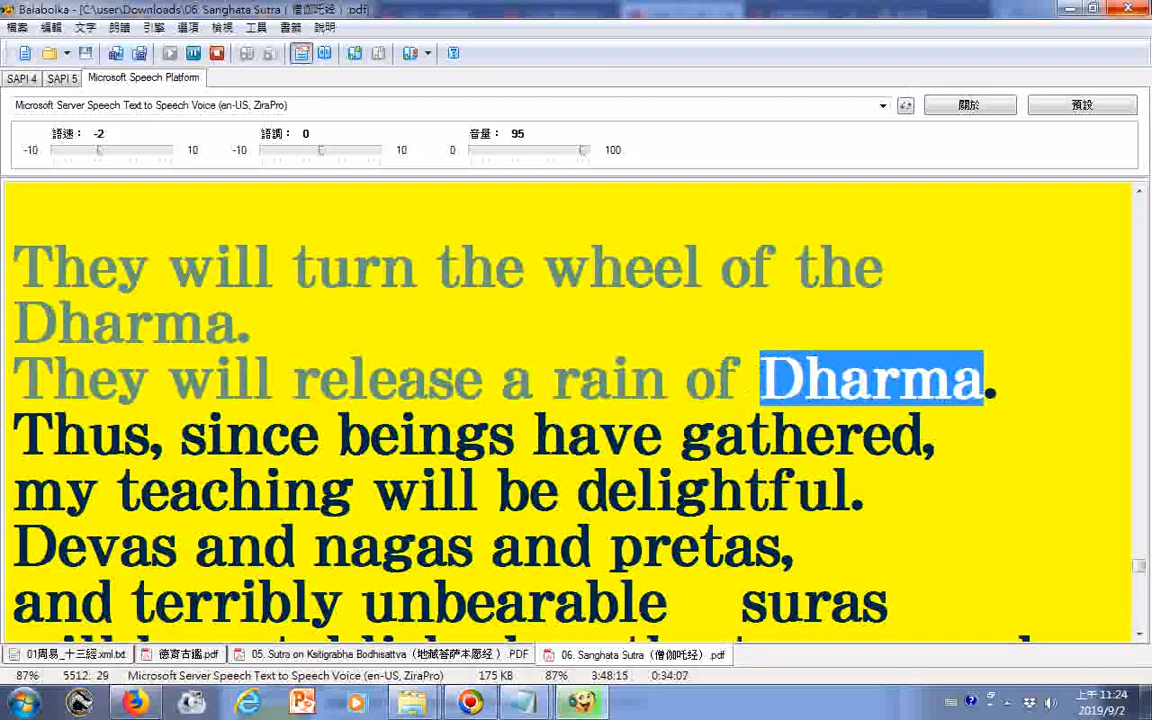 Balabolka - [C:\user\Downloads\06. Sanghata Sutra ( 僧伽吒经 ) .pdf]
檔案 編輯 文字 朗讀 引擎 選項 檢視 工具 書籤 說明
SAPI 4 SAPI 5 Microsoft Speech Platform
Microsoft Server Speech Text to Speech Voice (en-US, ZiraPro) 關於 預設
語速： -2 語調： 0 音量： 95
-10 10 -10 10 0 100
They will turn the wheel of the
Dharma.
They will release a rain of Dharma.
Thus, since beings have gathered,
my teaching will be delightful.
Devas and nagas and pretas,
and terribly unbearable suras
01周易_十三經.xml.txt 德育古鑑.pdf 05. Sutra on Ksitigrabha Bodhisattva（地藏菩萨本愿经）.PDF 06. Sanghata Sutra（僧伽吒经）.pdf
87% 5512: 29 Microsoft Server Speech Text to Speech Voice (en-US, ZiraPro) 175 KB 87% 3:48:15 0:34:07
上午 11:24
2019/9/2